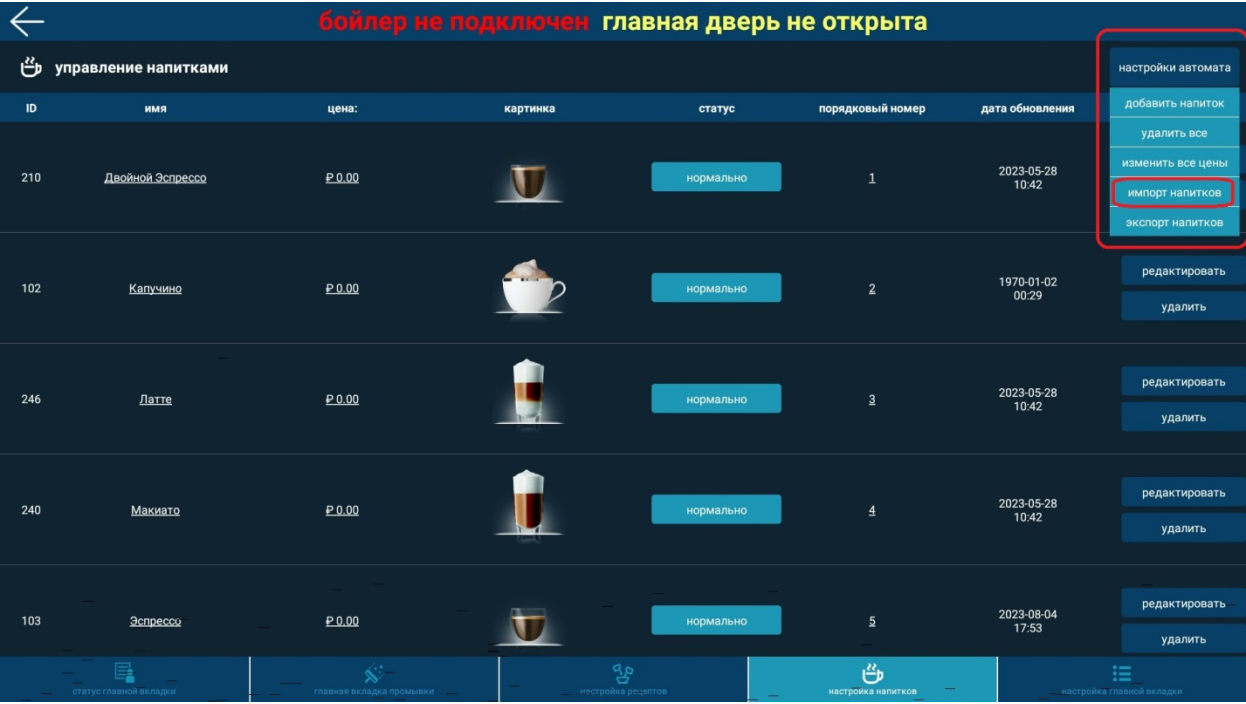 бойлер не подключен главная дверь не открыта
управление напитками
настройки автомата
ID имя цена: картинка статус порядковый номер дата обновления
добавить напиток
удалить все
изменить все цены
импорт напитков
экспорт напитков
210 Двойной Эспрессо ₽ 0.00 нормально 1 2023-05-28
10:42
102 Капучино ₽ 0.00 нормально 2 1970-01-02
00:29
редактировать
удалить
246 Латте ₽ 0.00 нормально 3 2023-05-28
10:42
редактировать
удалить
240 Макиато ₽ 0.00 нормально 4 2023-05-28
10:42
редактировать
удалить
103 Эспрессо ₽ 0.00 нормально 5 2023-08-04
17:53
редактировать
удалить
статус главной вкладки главная вкладка промывки настройка рецептов настройка напитков настройка главной вкладки